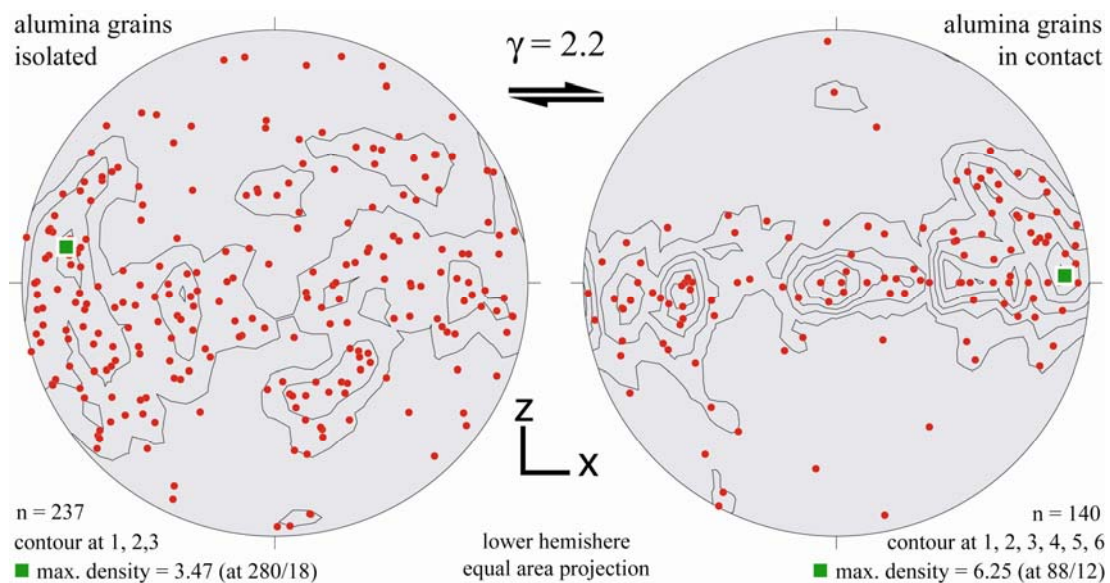 alumina grains
isolated
γ = 2.2
alumina grains
in contact
z
x
n = 237
contour at 1, 2,3
max. density = 3.47 (at 280/18)
lower hemishere
equal area projection
n = 140
contour at 1, 2, 3, 4, 5, 6
max. density = 6.25 (at 88/12)